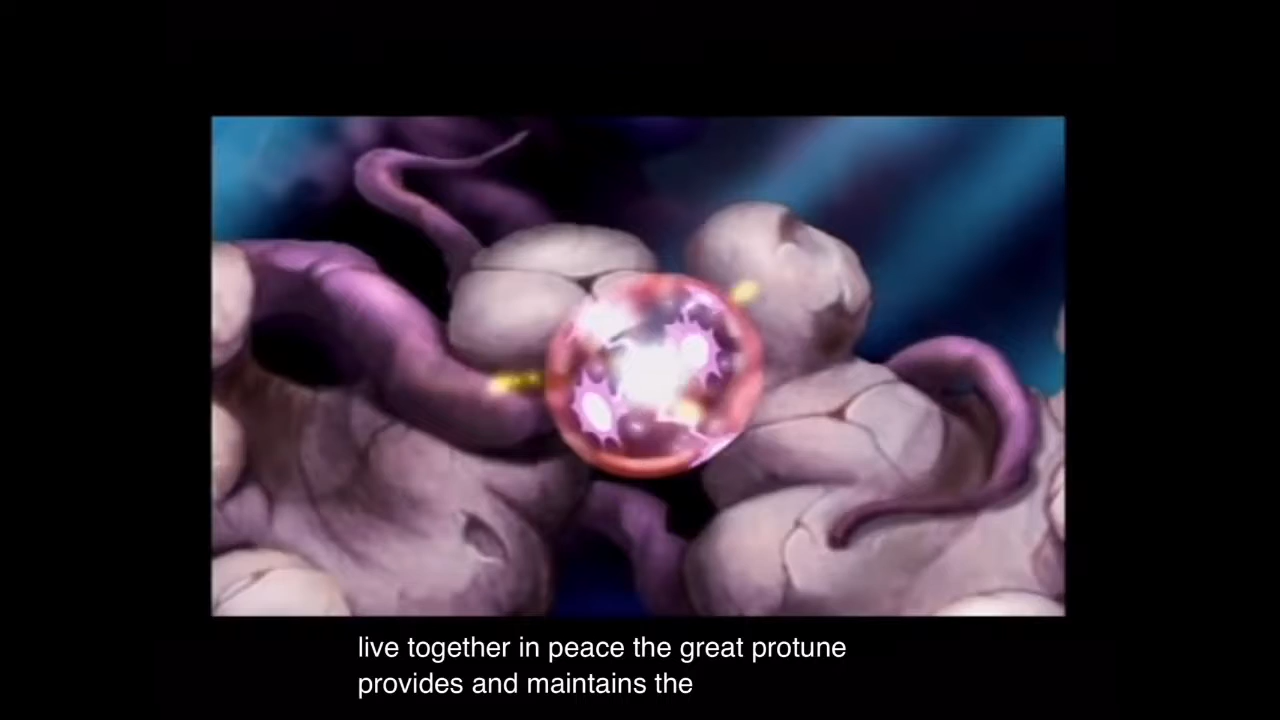 live together in peace the great protune
provides and maintains the